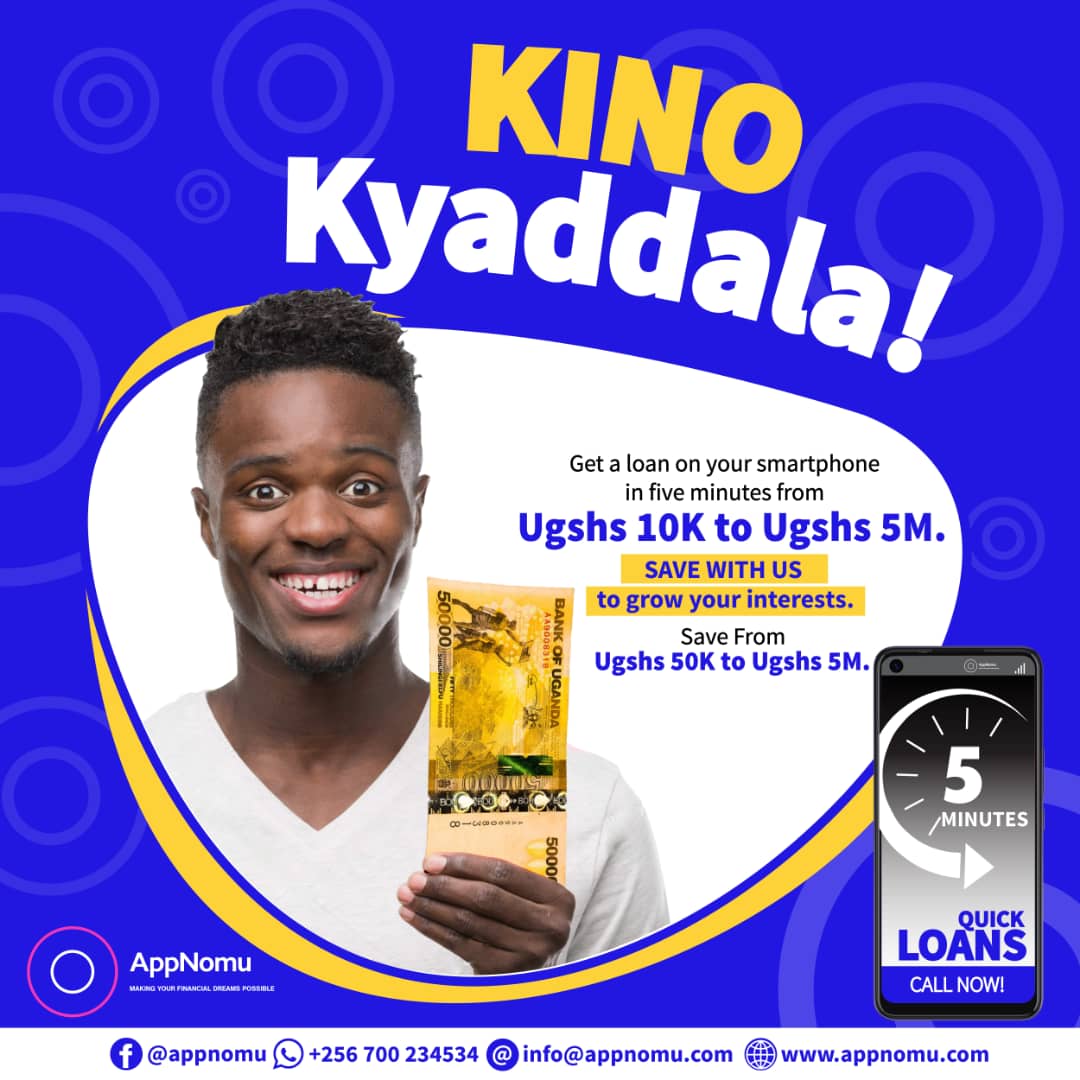 KINO
Kyaddala!
Get a loan on your smartphone
in five minutes from
Ugshs 10K to Ugshs 5M.
SAVE WITH US
to grow your interests.
Save From
Ugshs 50K to Ugshs 5M.
BANK OF UGANDA
50000
5
MINUTES
QUICK
LOANS
CALL NOW!
AppNomu
MAKING YOUR FINANCIAL DREAMS POSSIBLE
@appnomu +256 700 234534 info@appnomu.com www.appnomu.com